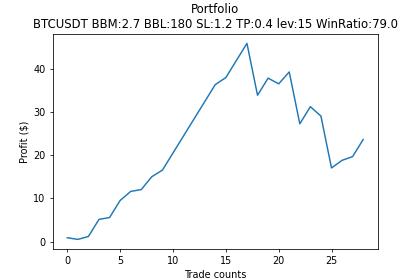 Portfolio
BTCUSDT BBM:2.7 BBL:180 SL:1.2 TP:0.4 lev:15 WinRatio:79.0
40
30
20
10
0
Profit ($)
0 5 10 15 20 25
Trade counts